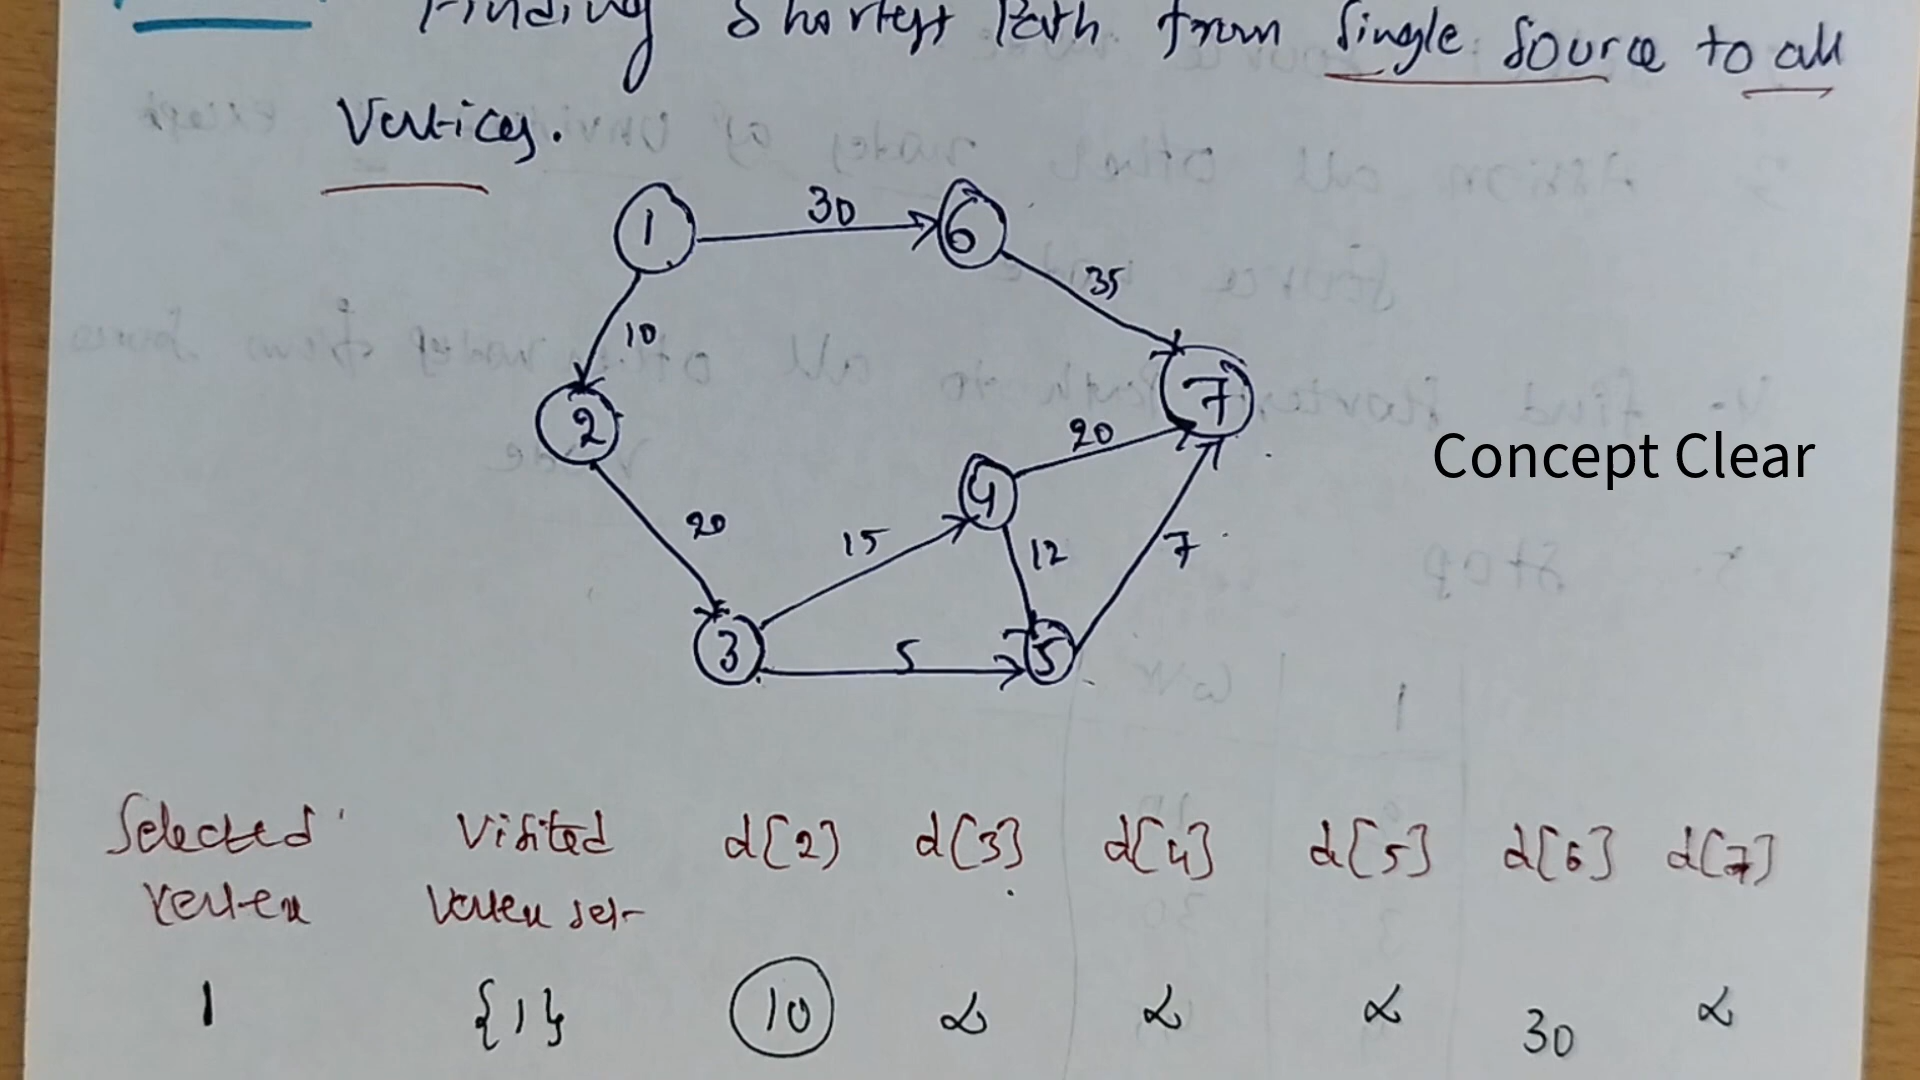 Finding Shortest Path from Single Source to all
Vertices.
1
30
6
35
10
7
2
20
Concept Clear
4
20
15
12
7
3
5
5
Selected Visited d[2] d[3] d[4] d[5] d[6] d[7]
Vertex Vertex set
1 {1} 10 ∝ ∝ ∝ 30 ∝